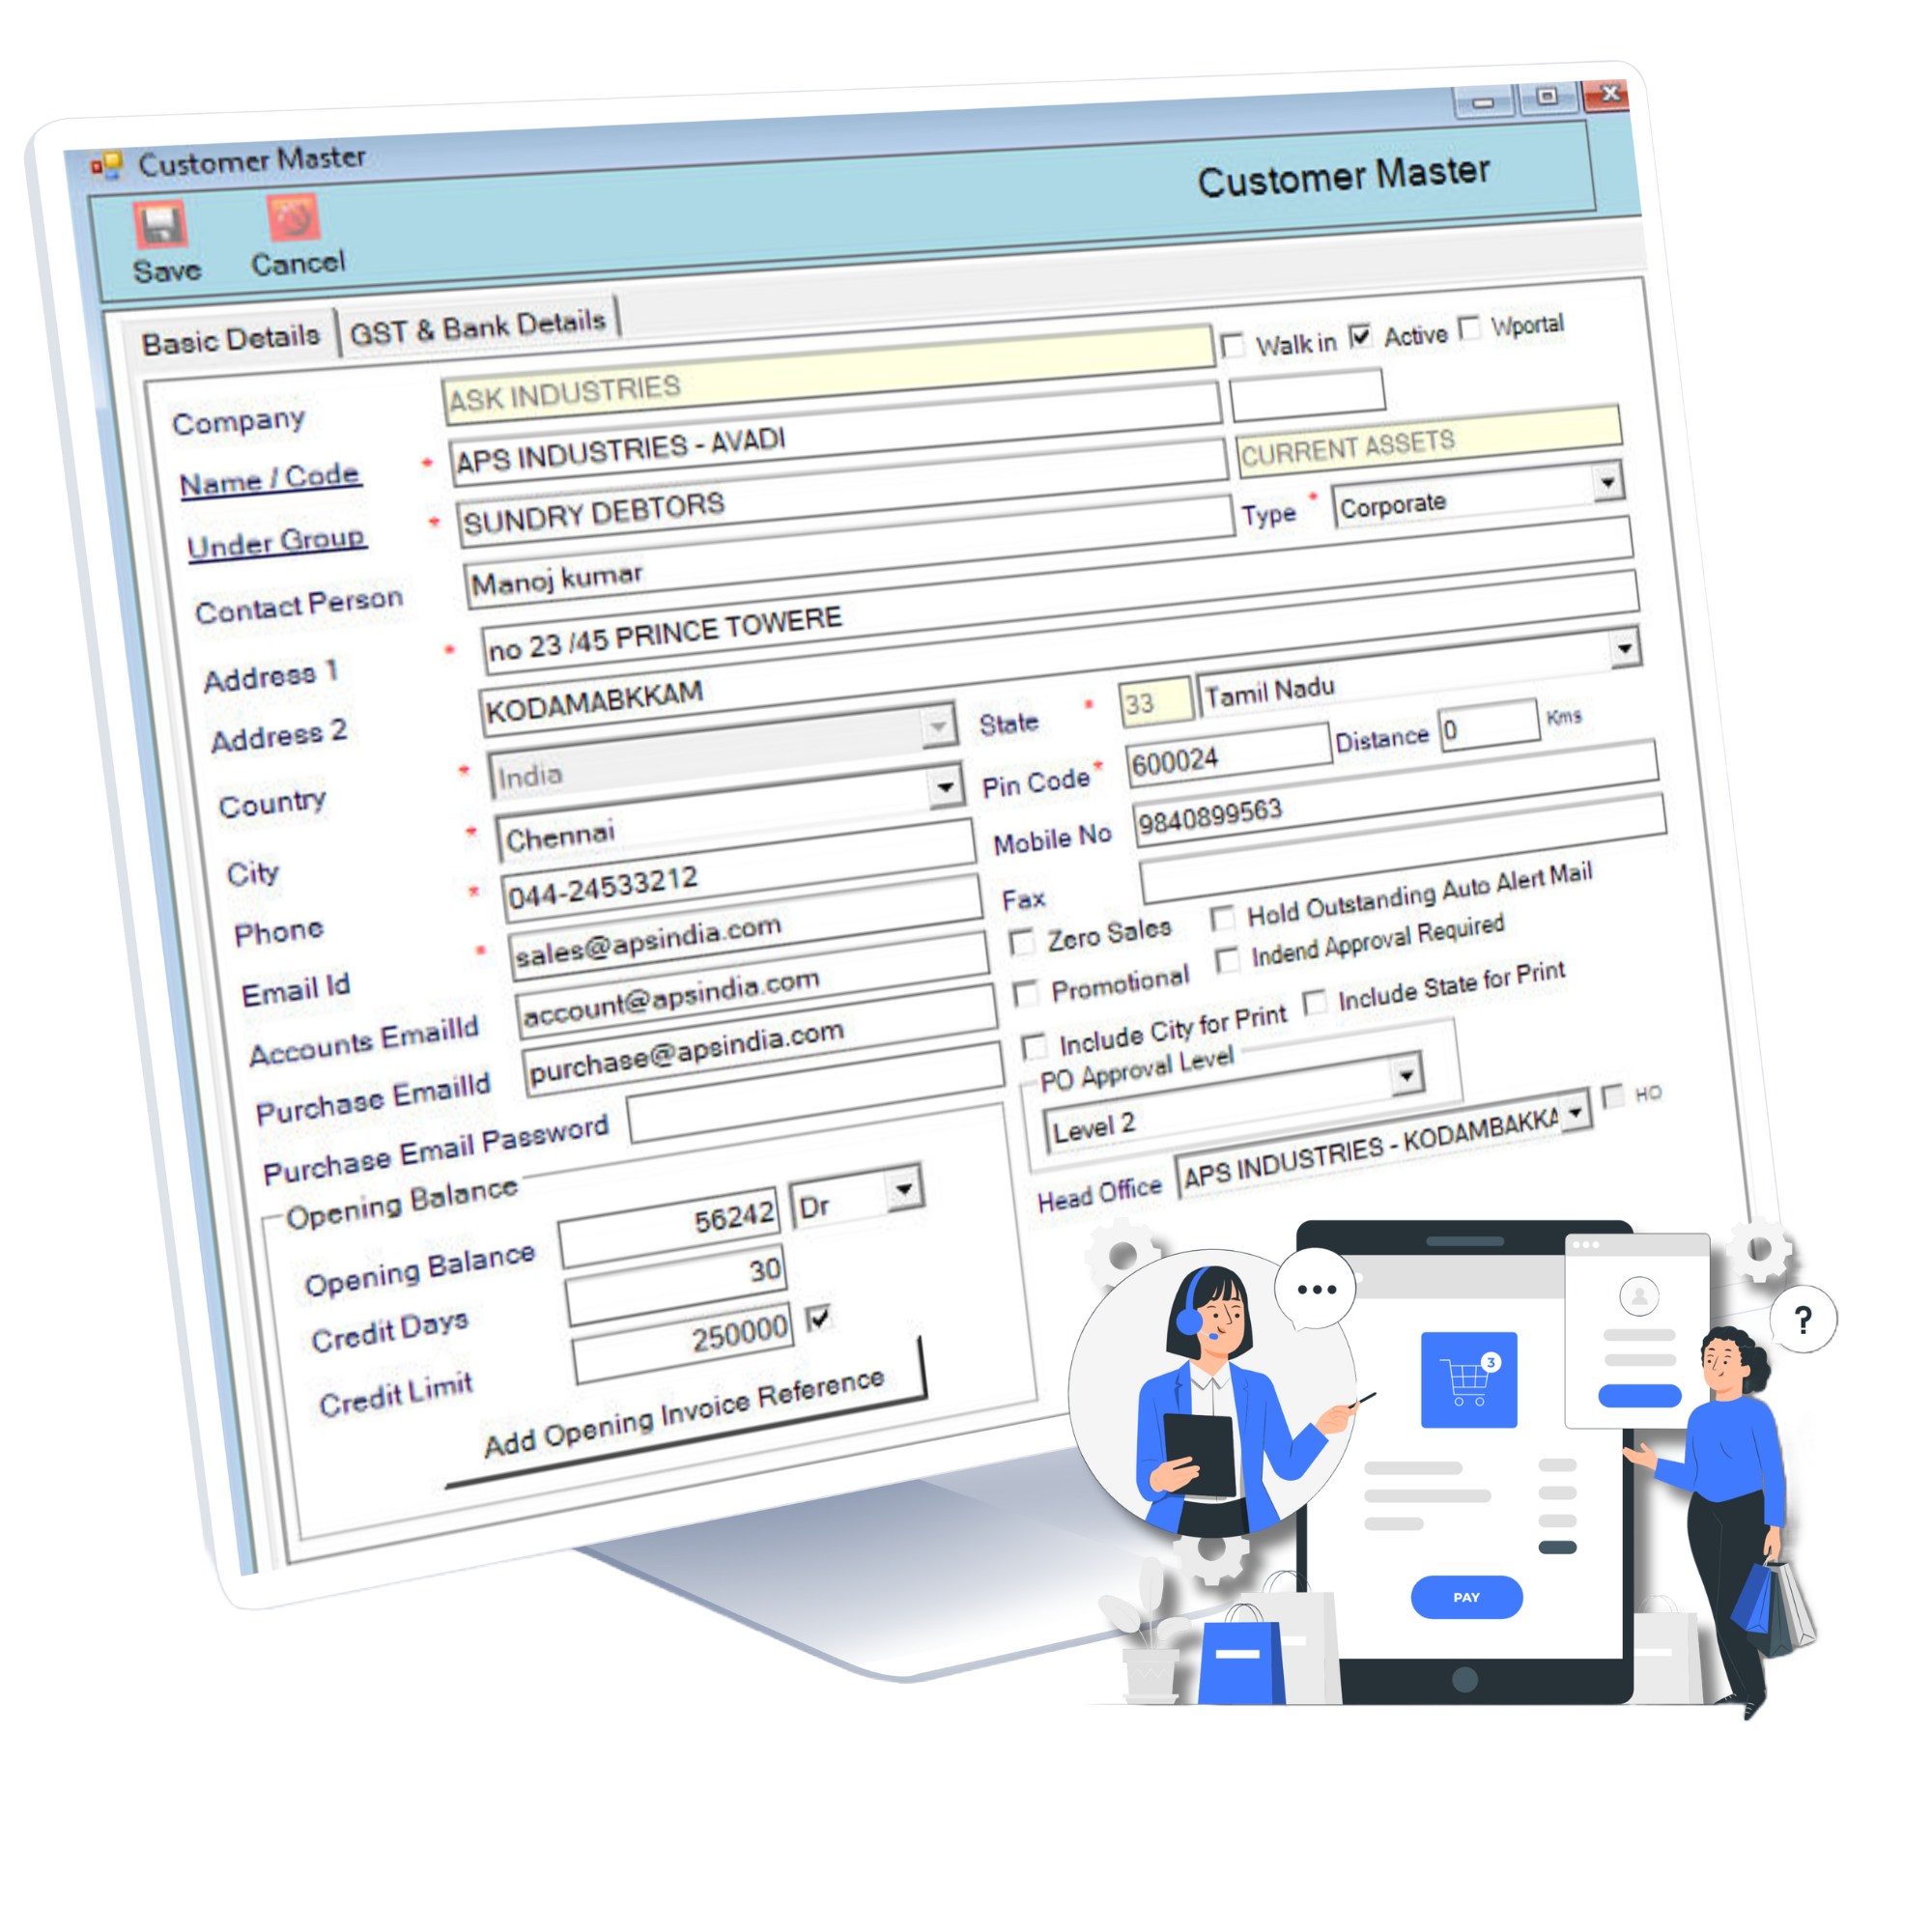 Customer Master
Customer Master
Save Cancel
Basic Details GST & Bank Details
Company ASK INDUSTRIES Walk in Active Wportal
Name / Code * APS INDUSTRIES - AVADI
Under Group * SUNDRY DEBTORS CURRENT ASSETS
Contact Person Manoj kumar Type * Corporate
Address 1 * no 23 /45 PRINCE TOWERE
Address 2 KODAMABKKAM
Country * India State * 33 Tamil Nadu
City * Chennai Pin Code * 600024 Distance 0 Kms
Phone * 044-24533212 Mobile No 9840899563
Email Id * sales@apsindia.com Fax
Accounts EmailId account@apsindia.com Zero Sales Hold Outstanding Auto Alert Mail
Purchase EmailId purchase@apsindia.com Promotional Indend Approval Required
Purchase Email Password Include City for Print Include State for Print
PO Approval Level
Level 2
Head Office APS INDUSTRIES - KODAMBAKKA HO
Opening Balance
Opening Balance 56242 Dr
Credit Days 30
Credit Limit 250000
Add Opening Invoice Reference
?
3
PAY